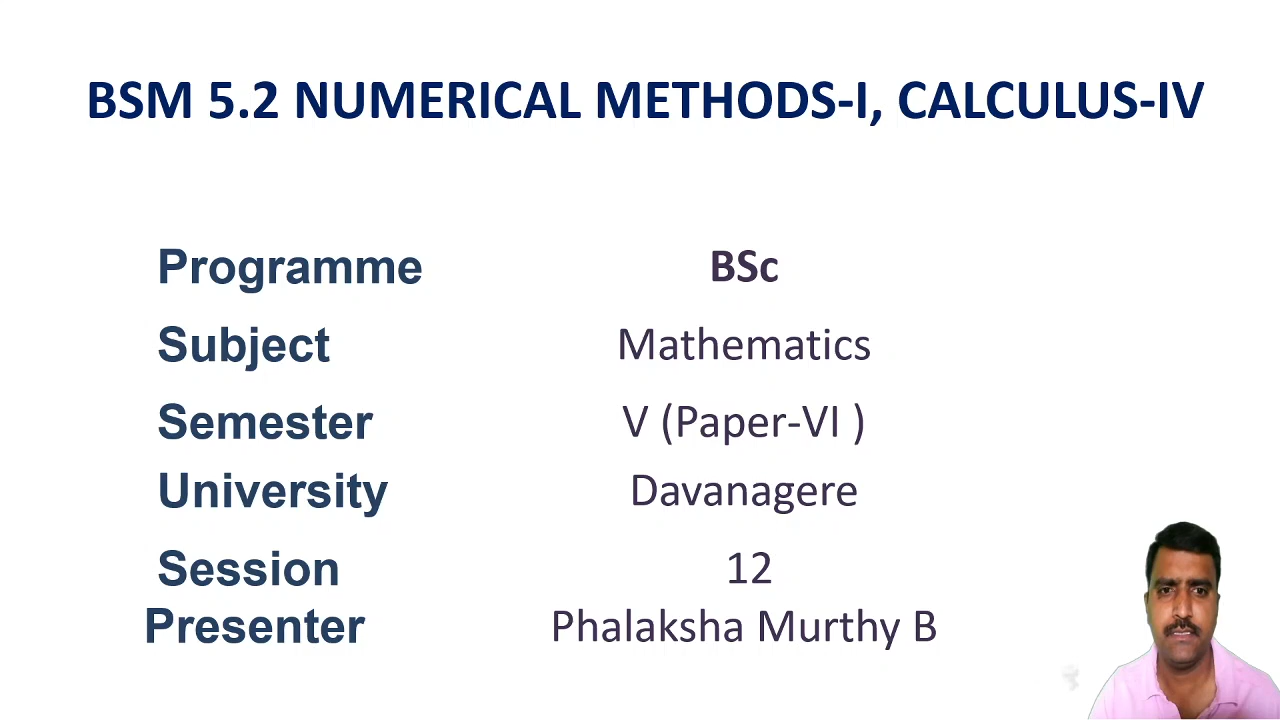 BSM 5.2 NUMERICAL METHODS-I, CALCULUS-IV
Programme BSc
Subject Mathematics
Semester V (Paper-VI )
University Davanagere
Session 12
Presenter Phalaksha Murthy B